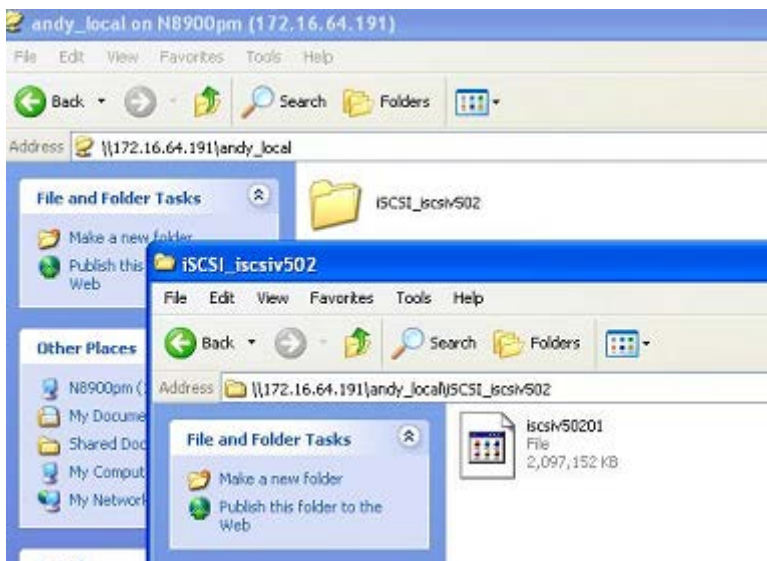 andy_local on N8900pm (172.16.64.191)
File Edit View Favorites Tools Help
Back Search Folders
Address \\172.16.64.191\andy_local
File and Folder Tasks
iSCSI_iscsiv502
Make a new folder
Publish this
Web
Other Places
N8900pm (
My Docume
Shared Doc
My Comput
My Network
iSCSI_iscsiv502
File Edit View Favorites Tools Help
Back Search Folders
Address \\172.16.64.191\andy_local\iSCSI_iscsiv502
File and Folder Tasks
Make a new folder
Publish this folder to the
Web
iscsiv50201
File
2,097,152 KB